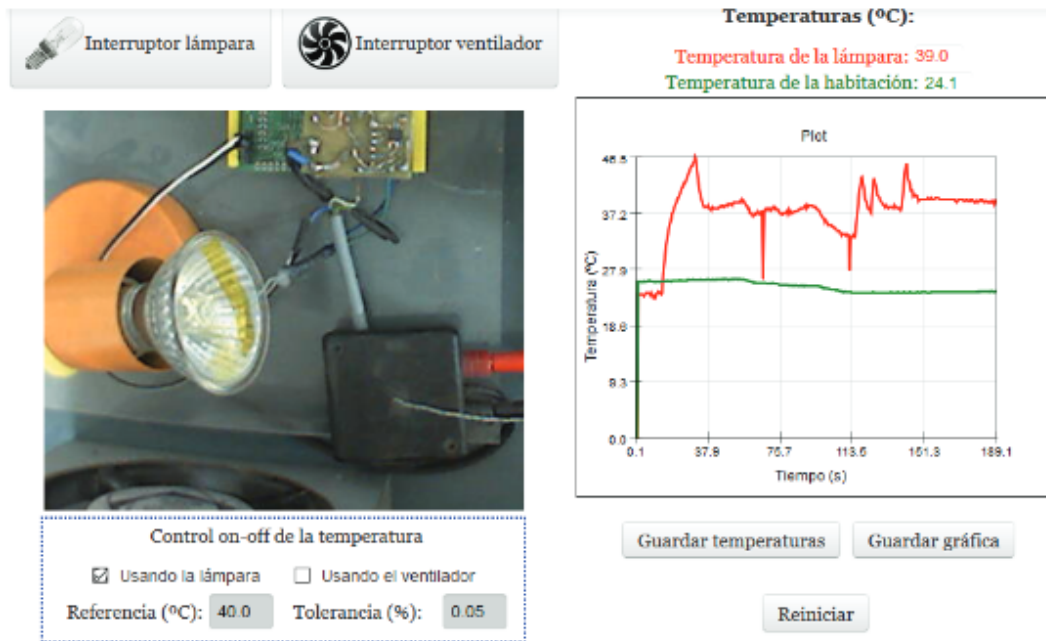 Interruptor lámpara
Interruptor ventilador
Temperaturas (ºC):
Temperatura de la lámpara: 39.0
Temperatura de la habitación: 24.1
Plot
46.5
37.2
27.9
18.6
9.3
0.0
Temperatura (ºC)
0.1 37.9 75.7 113.5 151.3 189.1
Tiempo (s)
Control on-off de la temperatura
Usando la lámpara
Usando el ventilador
Referencia (ºC): 40.0
Tolerancia (%): 0.05
Guardar temperaturas
Guardar gráfica
Reiniciar